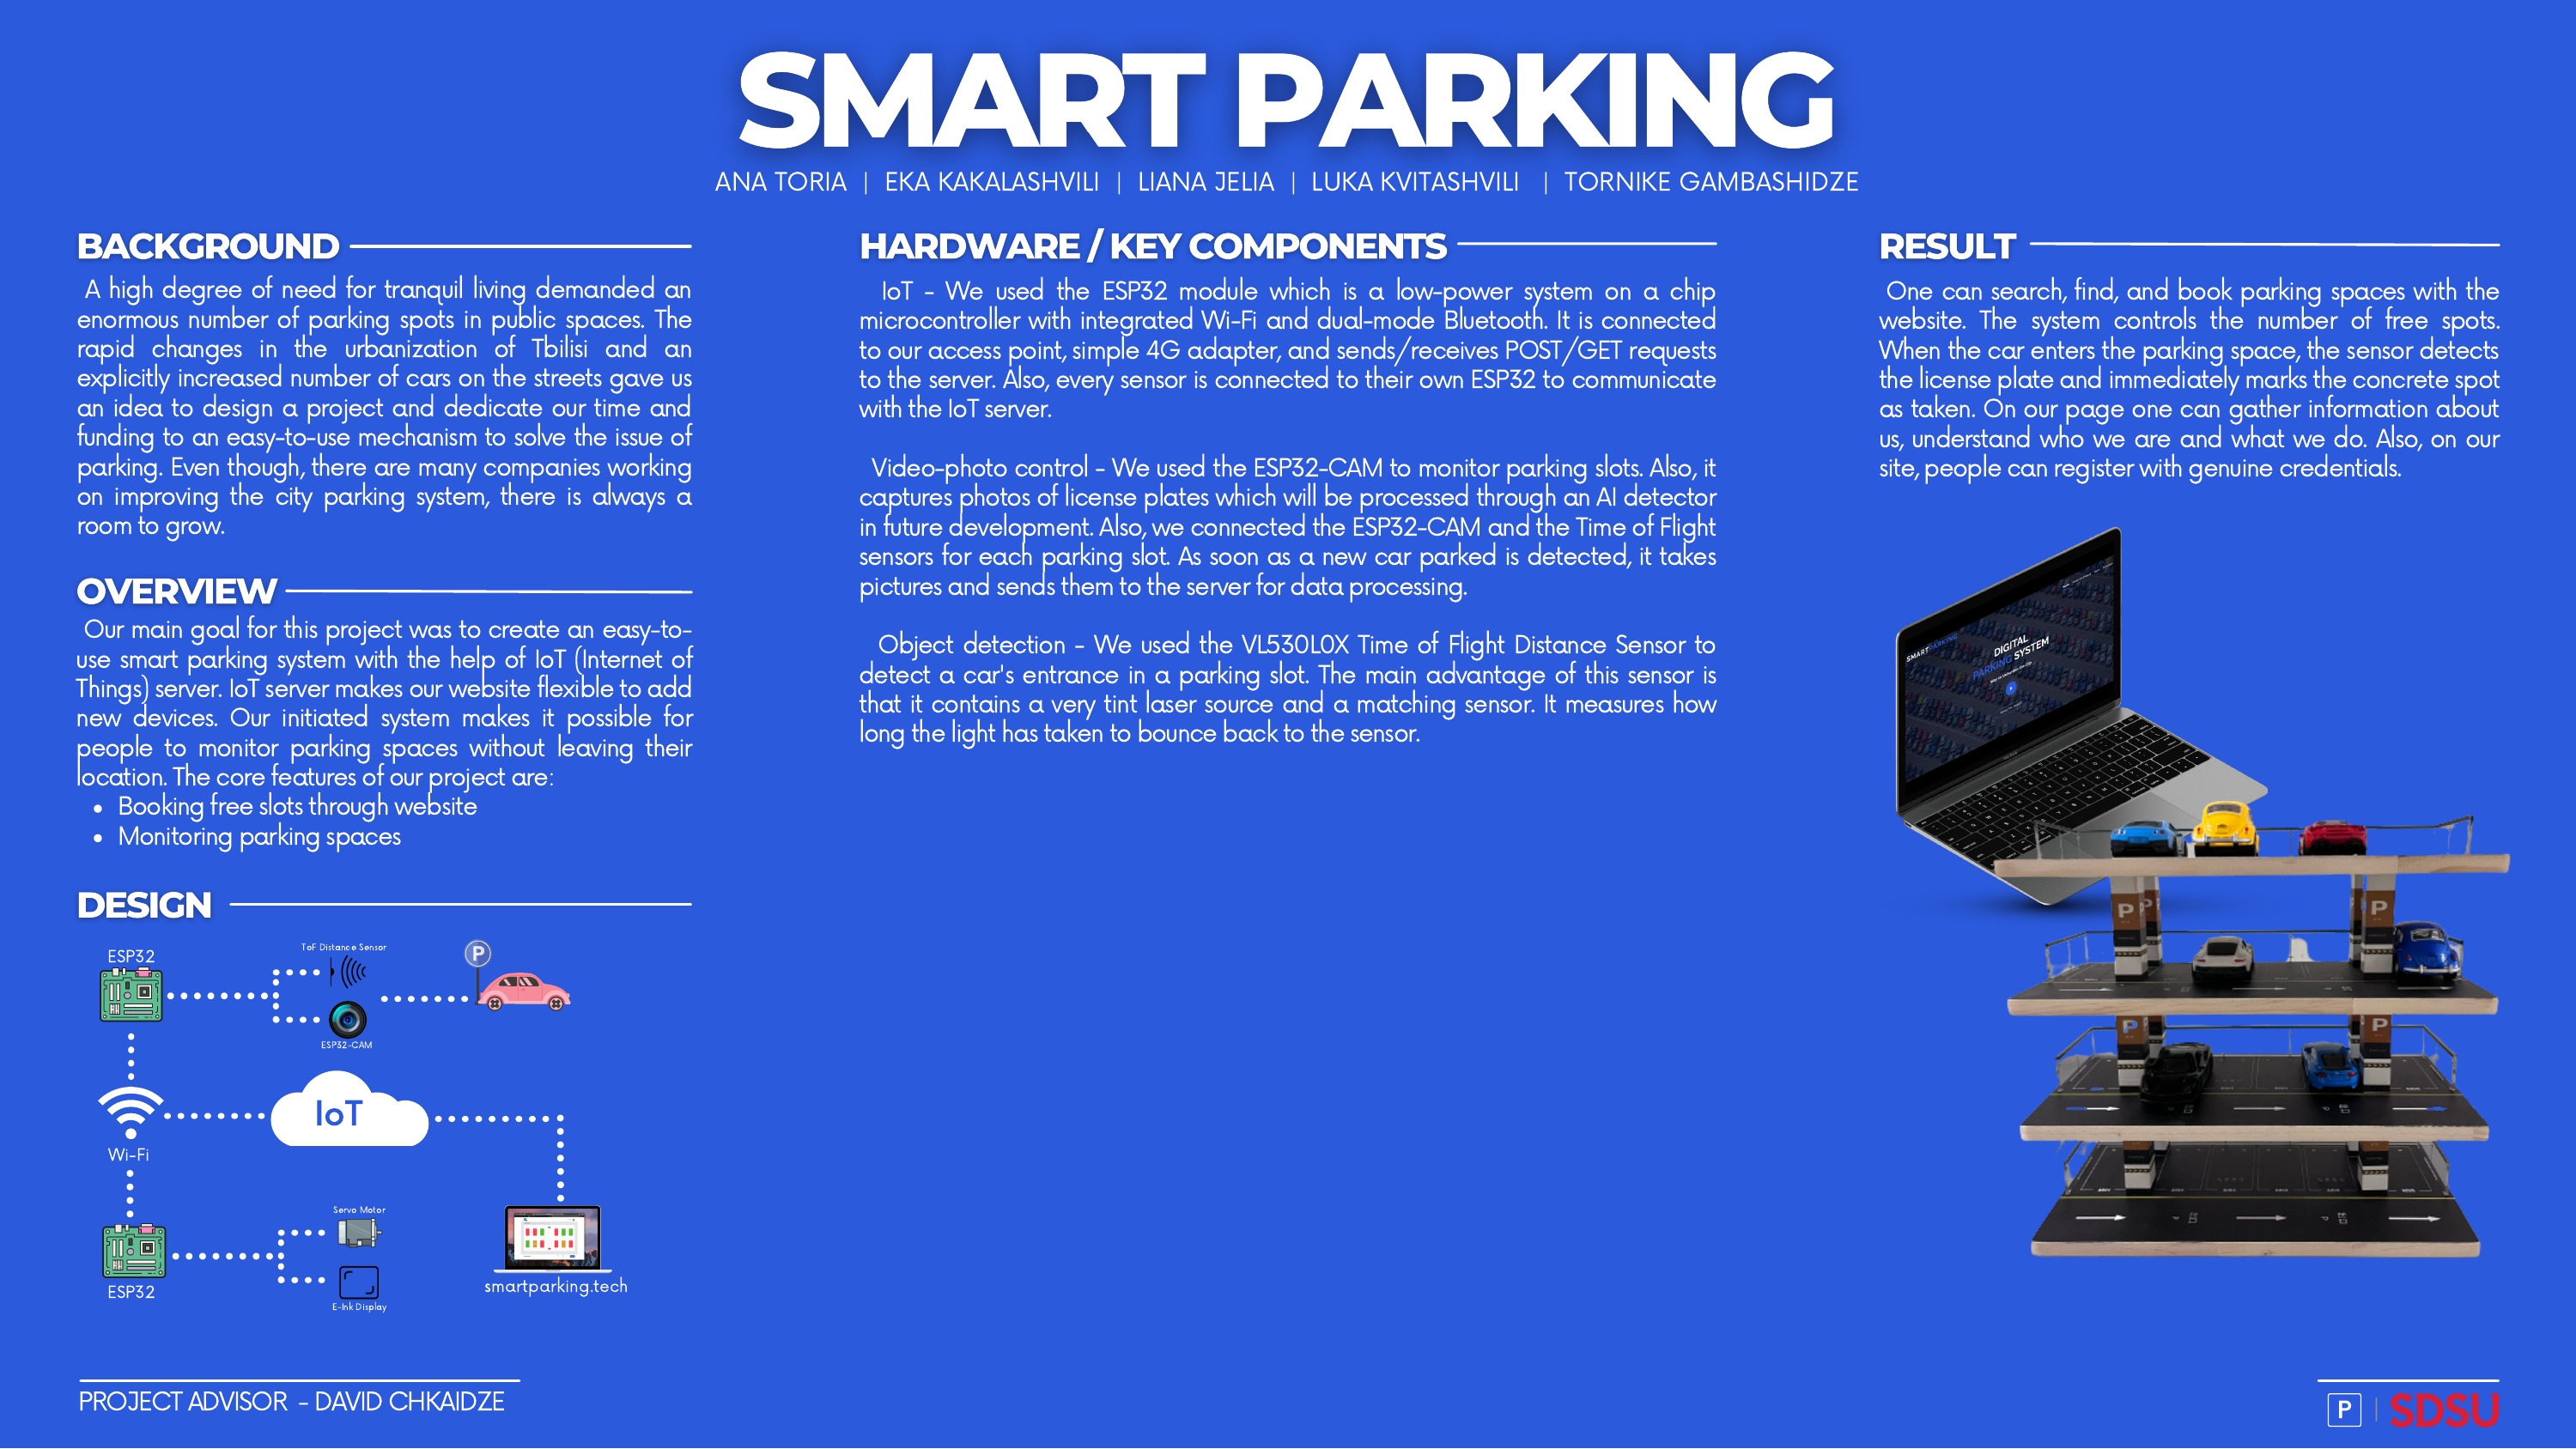 SMART PARKING
ANA TORIA | EKA KAKALASHVILI | LIANA JELIA | LUKA KVITASHVILI | TORNIKE GAMBASHIDZE
BACKGROUND
A high degree of need for tranquil living demanded an
enormous number of parking spots in public spaces. The
rapid changes in the urbanization of Tbilisi and an
explicitly increased number of cars on the streets gave us
an idea to design a project and dedicate our time and
funding to an easy-to-use mechanism to solve the issue of
parking. Even though, there are many companies working
on improving the city parking system, there is always a
room to grow.
OVERVIEW
Our main goal for this project was to create an easy-to-
use smart parking system with the help of IoT (Internet of
Things) server. IoT server makes our website flexible to add
new devices. Our initiated system makes it possible for
people to monitor parking spaces without leaving their
location. The core features of our project are:
• Booking free slots through website
• Monitoring parking spaces
DESIGN
ESP32
ToF Distance Sensor
P
ESP32-CAM
IoT
Wi-Fi
Servo Motor
ESP32
E-Ink Display
smartparking.tech
HARDWARE / KEY COMPONENTS
IoT - We used the ESP32 module which is a low-power system on a chip
microcontroller with integrated Wi-Fi and dual-mode Bluetooth. It is connected
to our access point, simple 4G adapter, and sends/receives POST/GET requests
to the server. Also, every sensor is connected to their own ESP32 to communicate
with the IoT server.
Video-photo control - We used the ESP32-CAM to monitor parking slots. Also, it
captures photos of license plates which will be processed through an AI detector
in future development. Also, we connected the ESP32-CAM and the Time of Flight
sensors for each parking slot. As soon as a new car parked is detected, it takes
pictures and sends them to the server for data processing.
Object detection - We used the VL530L0X Time of Flight Distance Sensor to
detect a car's entrance in a parking slot. The main advantage of this sensor is
that it contains a very tint laser source and a matching sensor. It measures how
long the light has taken to bounce back to the sensor.
RESULT
One can search, find, and book parking spaces with the
website. The system controls the number of free spots.
When the car enters the parking space, the sensor detects
the license plate and immediately marks the concrete spot
as taken. On our page one can gather information about
us, understand who we are and what we do. Also, on our
site, people can register with genuine credentials.
SMARTPARKING
DIGITAL
PARKING SYSTEM
P
P
P
P
P
PROJECT ADVISOR - DAVID CHKAIDZE
P | SDSU